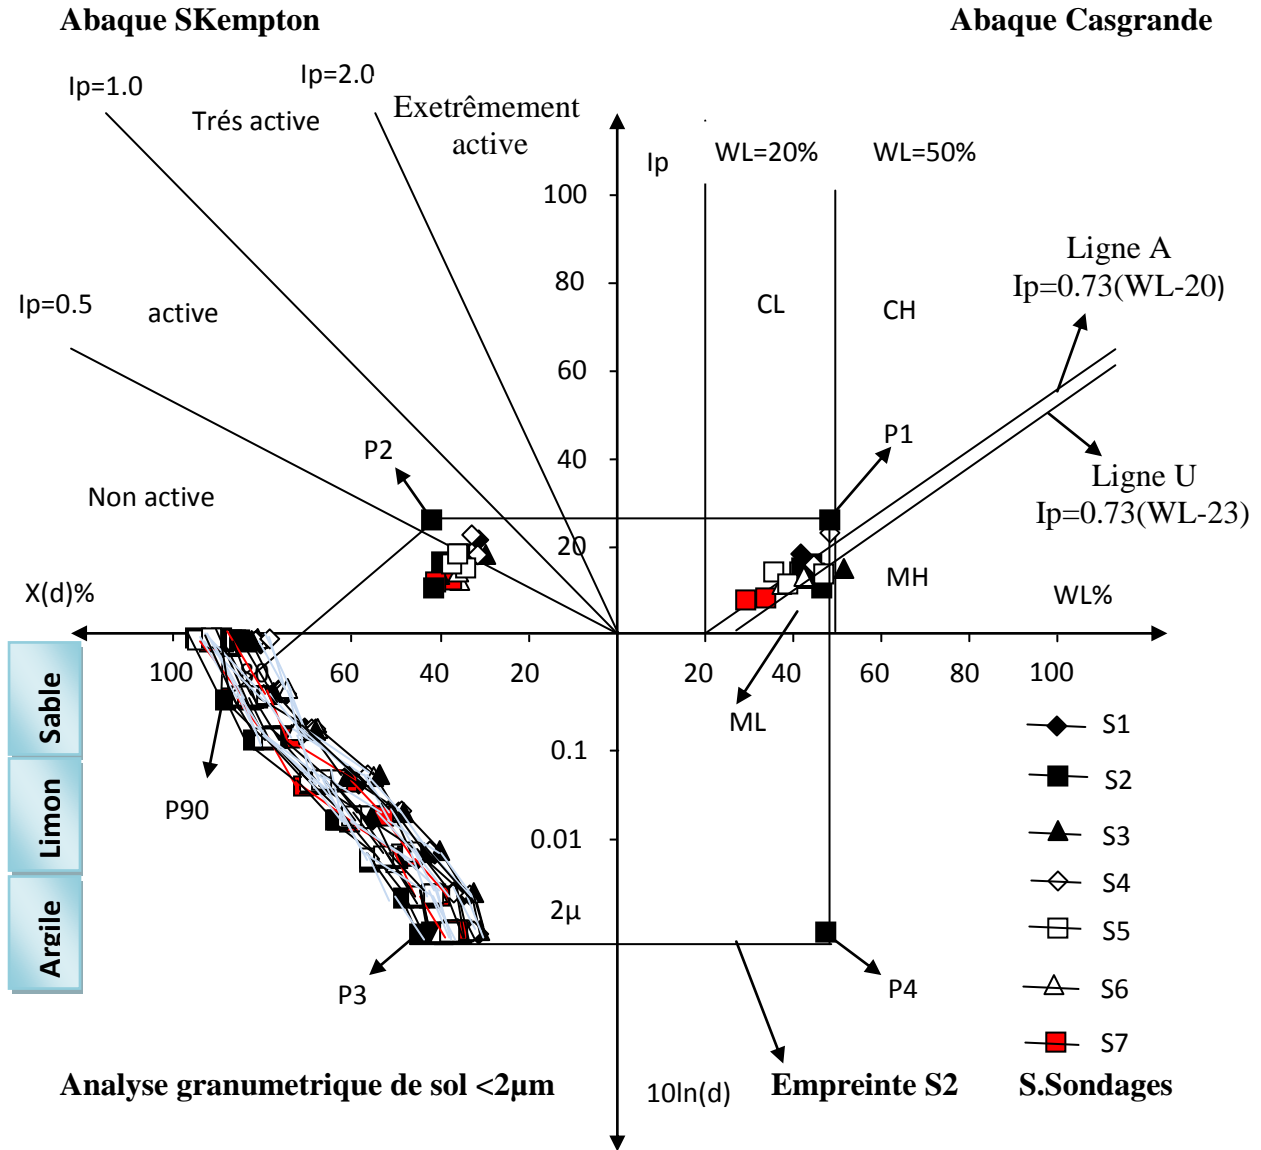 Abaque SKempton
Abaque Casgrande
Ip=1.0
Ip=2.0
Trés active
Exetrêmement
active
Ip
WL=20%
WL=50%
100
80
60
40
20
Ligne A
Ip=0.73(WL-20)
Ip=0.5
active
CL
CH
P2
P1
Non active
Ligne U
Ip=0.73(WL-23)
MH
X(d)%
WL%
100
80
60
40
20
20
40
60
80
100
Sable
Limon
Argile
ML
0.1
0.01
2µ
P90
P3
P4
S1
S2
S3
S4
S5
S6
S7
Analyse granumetrique de sol <2µm
10ln(d)
Empreinte S2
S.Sondages